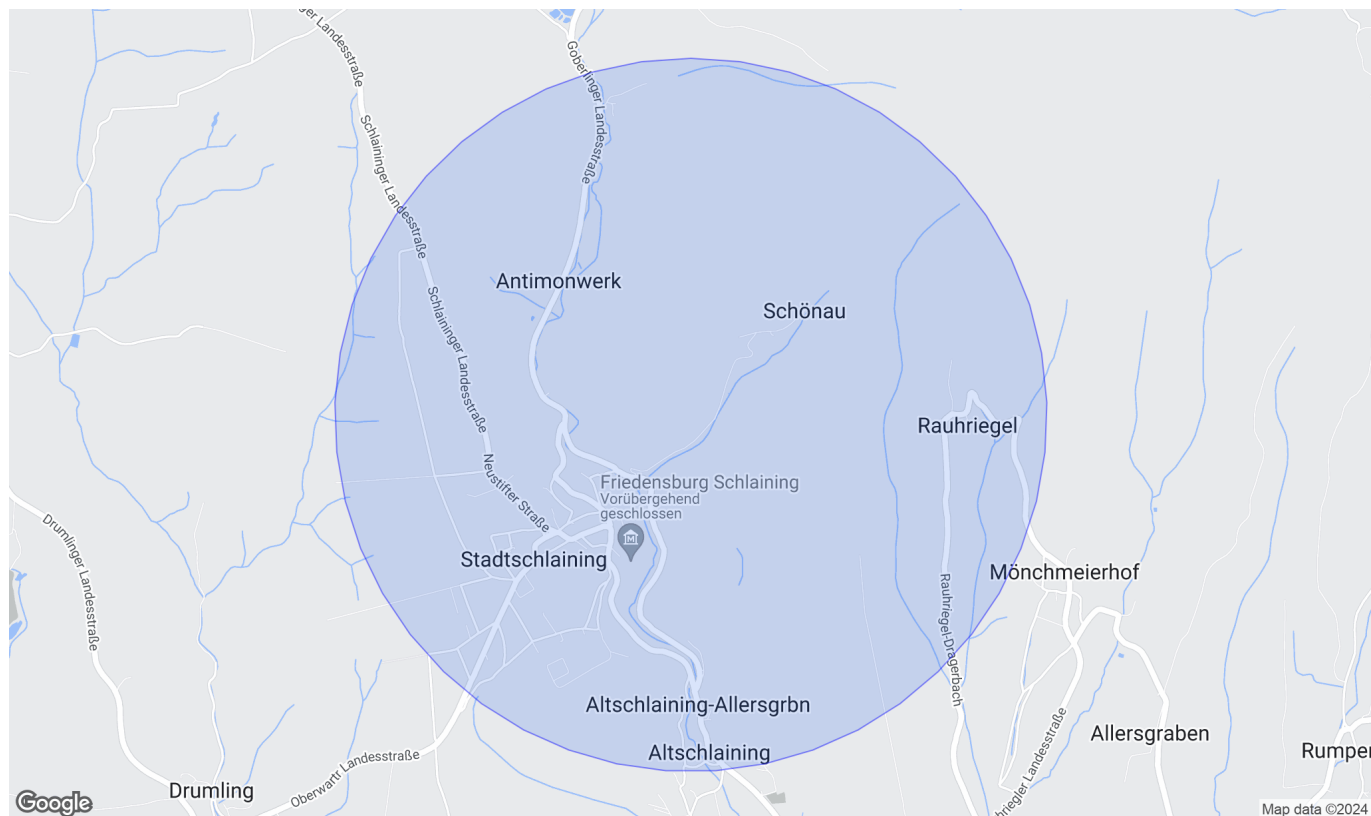 Schlaininger Landesstraße
Goberlinger Landesstraße
Schlaininger Landesstraße
Antimonwerk
Schönau
Schlaininger Landesstraße
Rauhriegel
Neustifter Straße
Friedensburg Schlaining
Vorübergehend
geschlossen
Stadtschlaining
Drumlinger Landesstraße
Mönchmeierhof
Rauhriegel-Dragerbach
Altschlaining-Allersgrbn
Altschlaining
Allersgraben
Oberwartr Landesstraße
Drumling
Landesstraße
Google
Map data ©2024